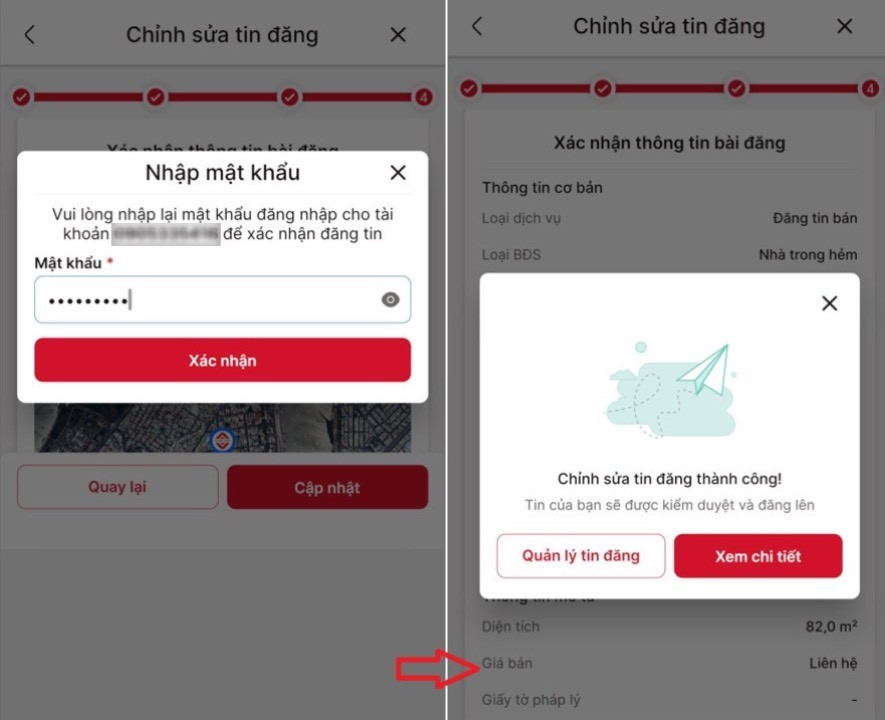 Chỉnh sửa tin đăng
4
Xác nhận thông tin bài đăng
Nhập mật khẩu
Vui lòng nhập lại mật khẩu đăng nhập cho tài
khoản để xác nhận đăng tin
Mật khẩu *
•••••••••
Xác nhận
Quay lại
Cập nhật
Chỉnh sửa tin đăng
4
Xác nhận thông tin bài đăng
Thông tin cơ bản
Loại dịch vụ Đăng tin bán
Loại BĐS Nhà trong hẻm
Chỉnh sửa tin đăng thành công!
Tin của bạn sẽ được kiểm duyệt và đăng lên
Quản lý tin đăng
Xem chi tiết
Thông tin mô tả
Diện tích 82,0 m²
Giá bán Liên hệ
Giấy tờ pháp lý -